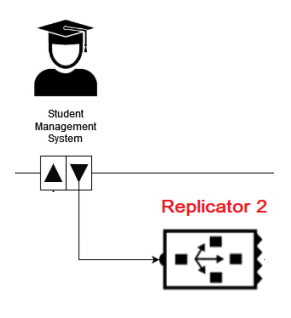 Student
Management
System
Replicator 2